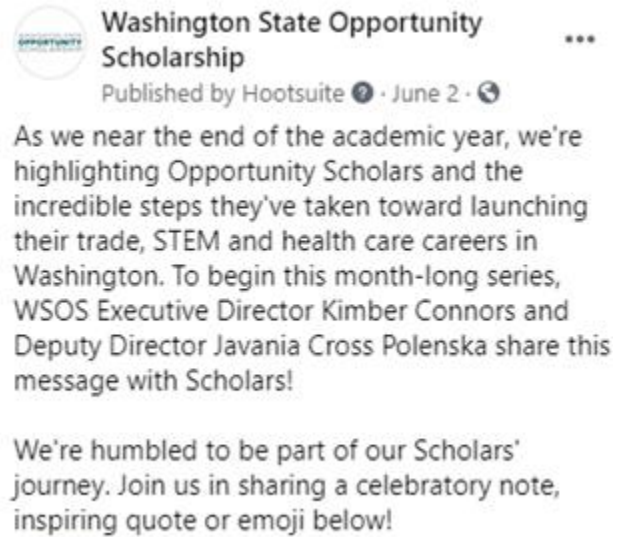 OPPORTUNITY
Washington State Opportunity
Scholarship
Published by Hootsuite · June 2 ·
As we near the end of the academic year, we're
highlighting Opportunity Scholars and the
incredible steps they've taken toward launching
their trade, STEM and health care careers in
Washington. To begin this month-long series,
WSOS Executive Director Kimber Connors and
Deputy Director Javania Cross Polenska share this
message with Scholars!
We're humbled to be part of our Scholars'
journey. Join us in sharing a celebratory note,
inspiring quote or emoji below!